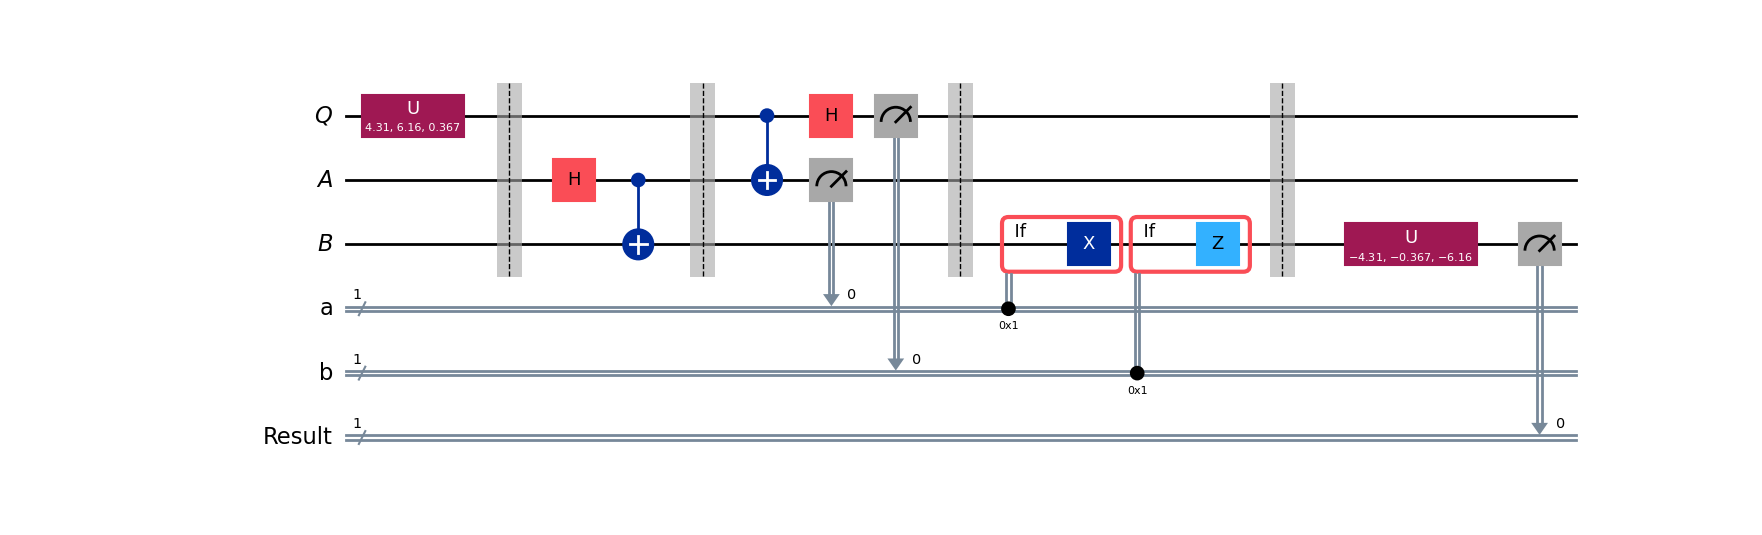 Q
U
4.31, 6.16, 0.367
H
A
H
B
If
X
If
Z
U
−4.31, −0.367, −6.16
a
1
0
0x1
b
1
0
0x1
Result
1
0